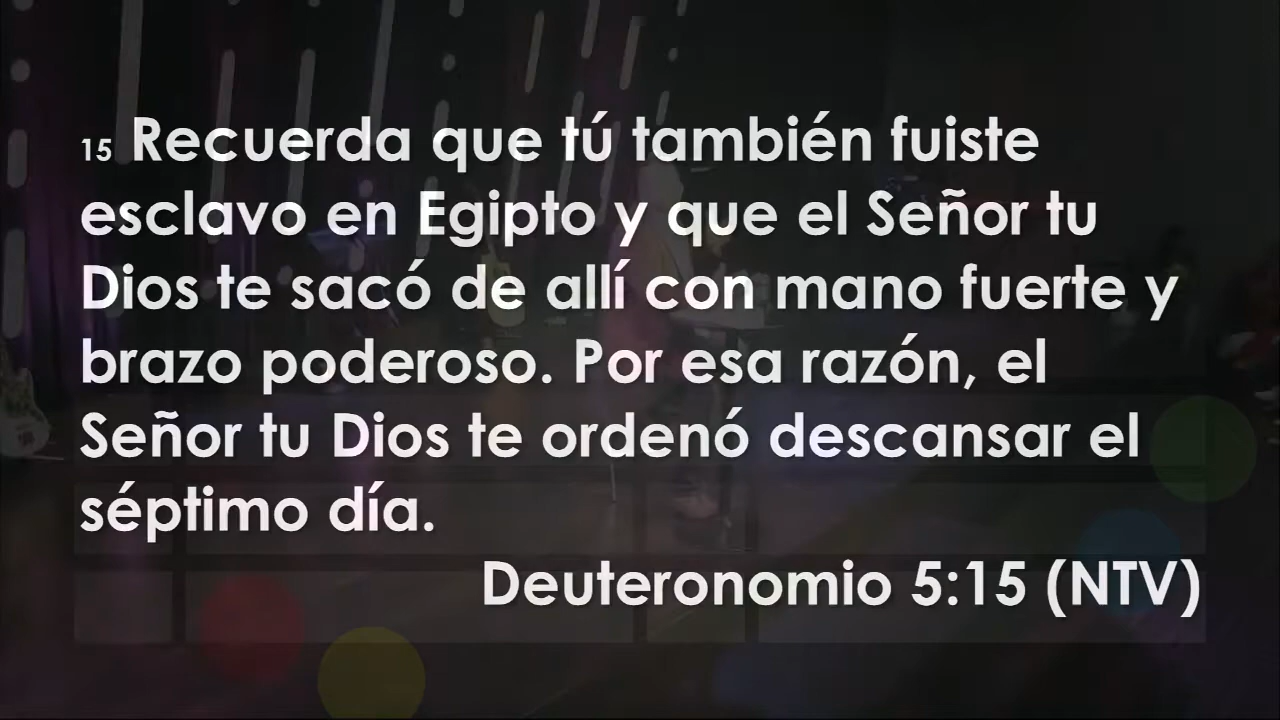 15 Recuerda que tú también fuiste
esclavo en Egipto y que el Señor tu
Dios te sacó de allí con mano fuerte y
brazo poderoso. Por esa razón, el
Señor tu Dios te ordenó descansar el
séptimo día.
Deuteronomio 5:15 (NTV)